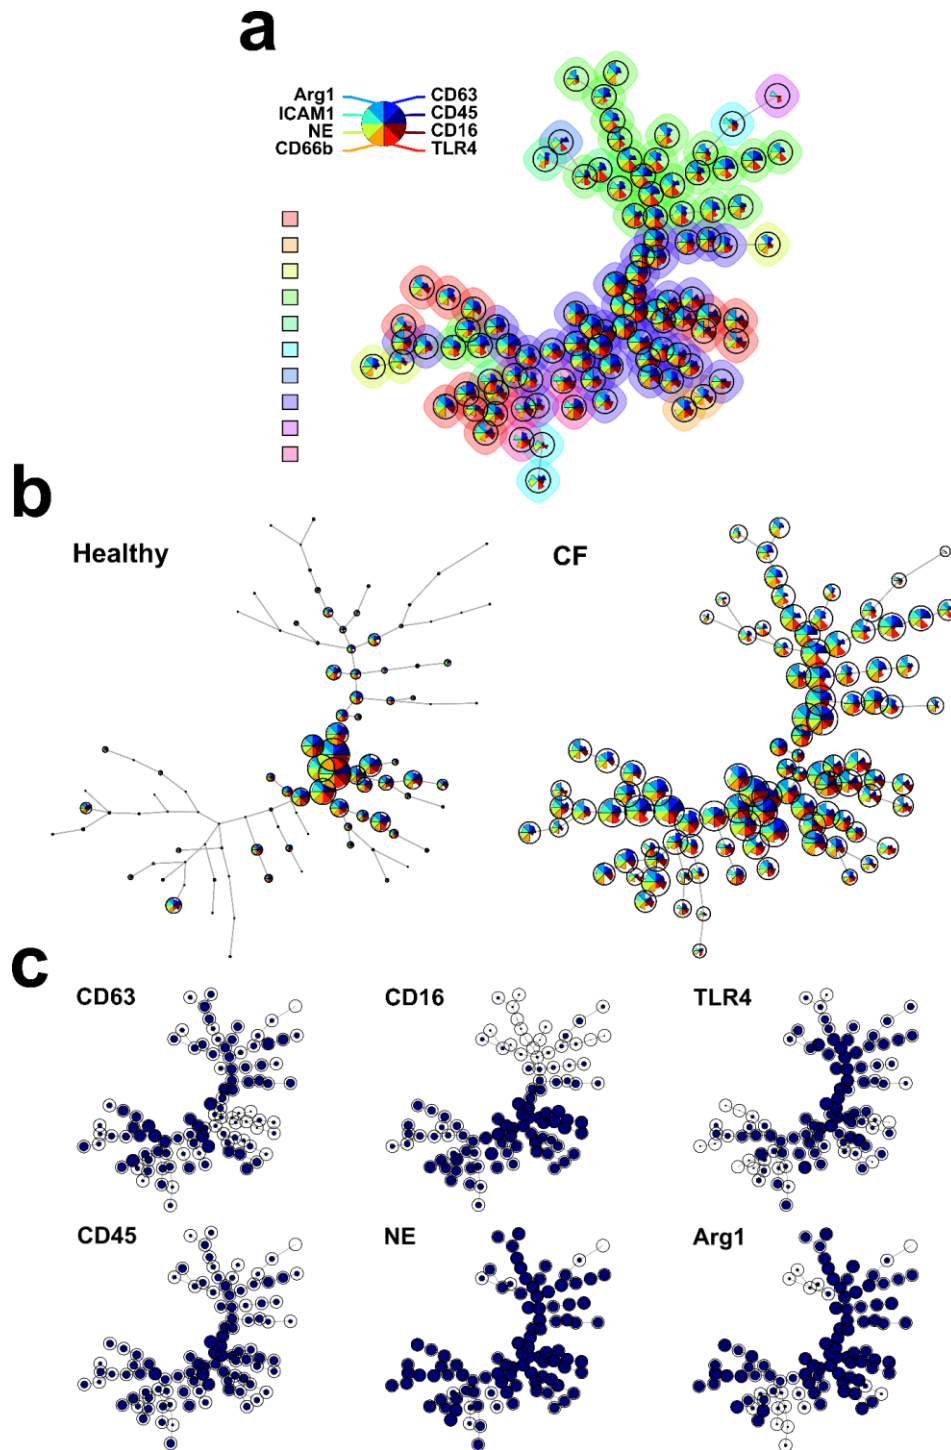 a
Arg1 CD63
ICAM1 CD45
NE CD16
CD66b TLR4
b
Healthy CF
c
CD63 CD16 TLR4
CD45 NE Arg1